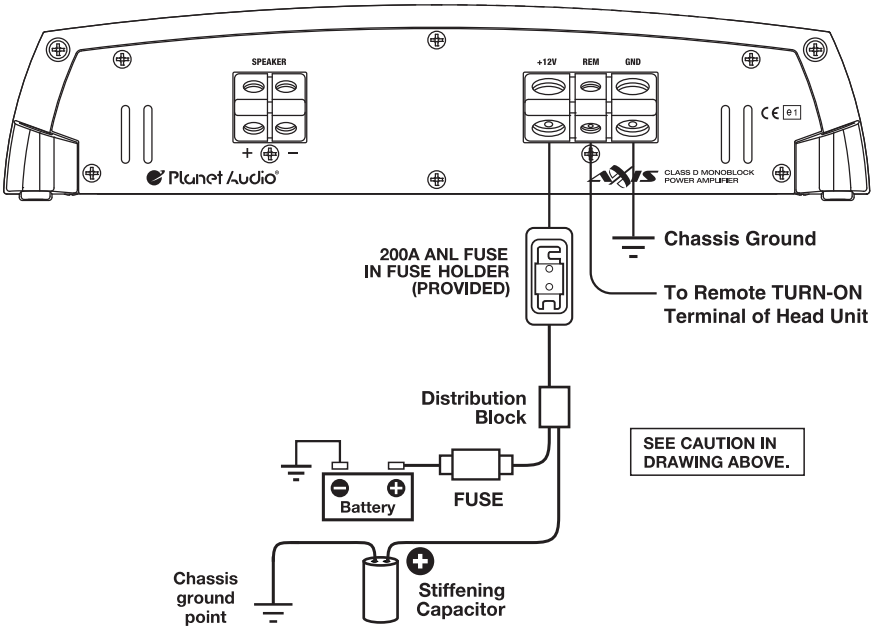 SPEAKER
+12V REM GND
+ −
CE e1
Planet Audio®
AXIS
CLASS D MONOBLOCK
POWER AMPLIFIER
Chassis Ground
200A ANL FUSE
IN FUSE HOLDER
(PROVIDED)
To Remote TURN-ON
Terminal of Head Unit
Distribution
Block
SEE CAUTION IN
DRAWING ABOVE.
− +
Battery
FUSE
+
Stiffening
Capacitor
Chassis
ground
point